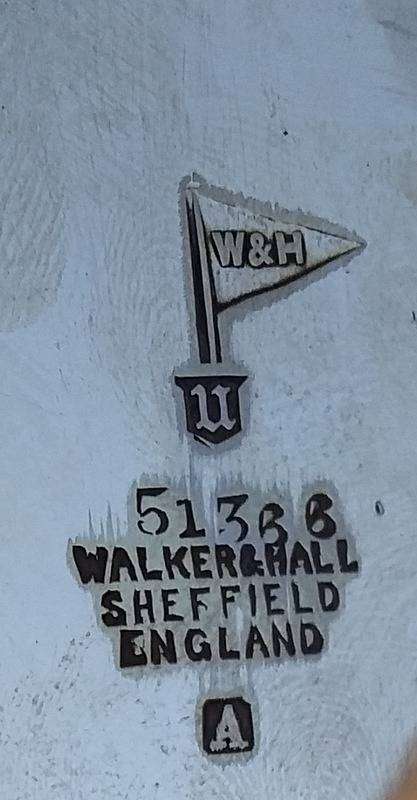 W&H
U
51366
WALKER&HALL
SHEFFIELD
ENGLAND
A